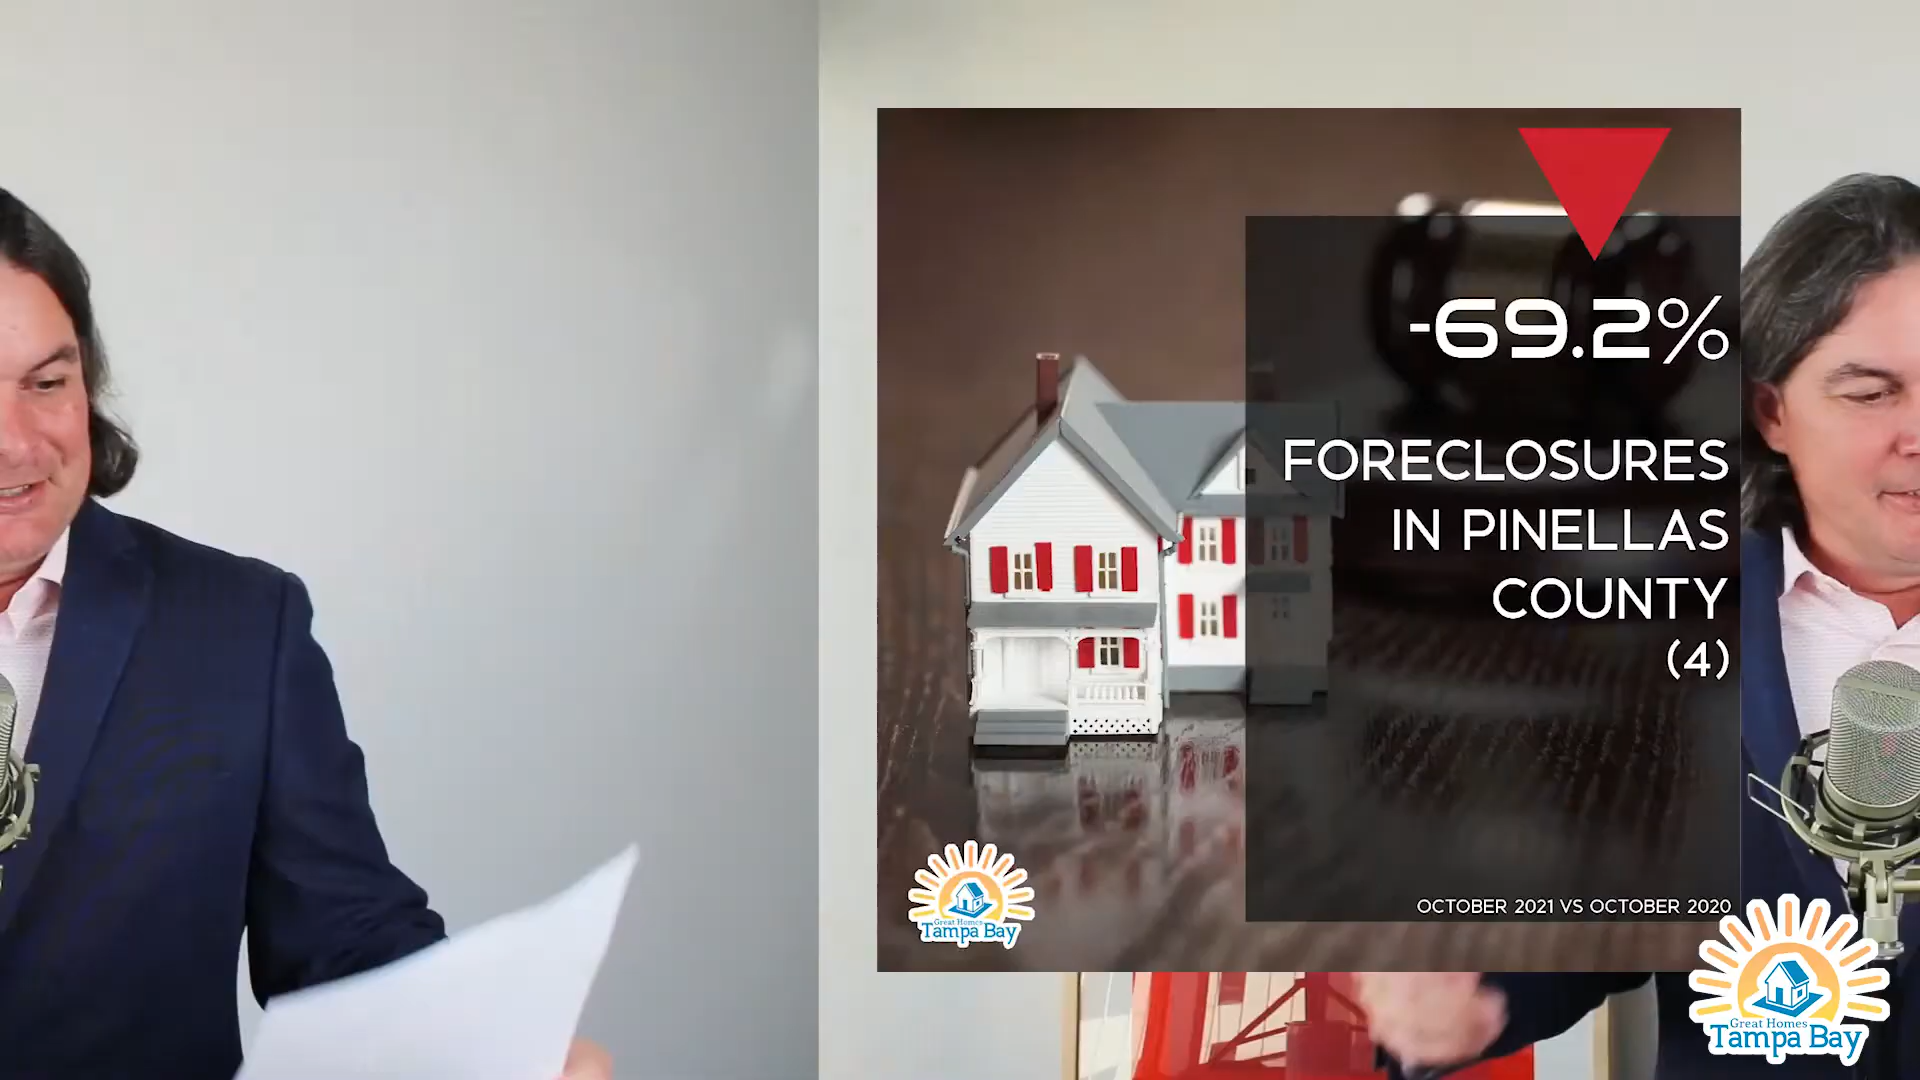 -69.2%
FORECLOSURES
IN PINELLAS
COUNTY
(4)
OCTOBER 2021 VS OCTOBER 2020
Great Homes
Tampa Bay
Great Homes
Tampa Bay